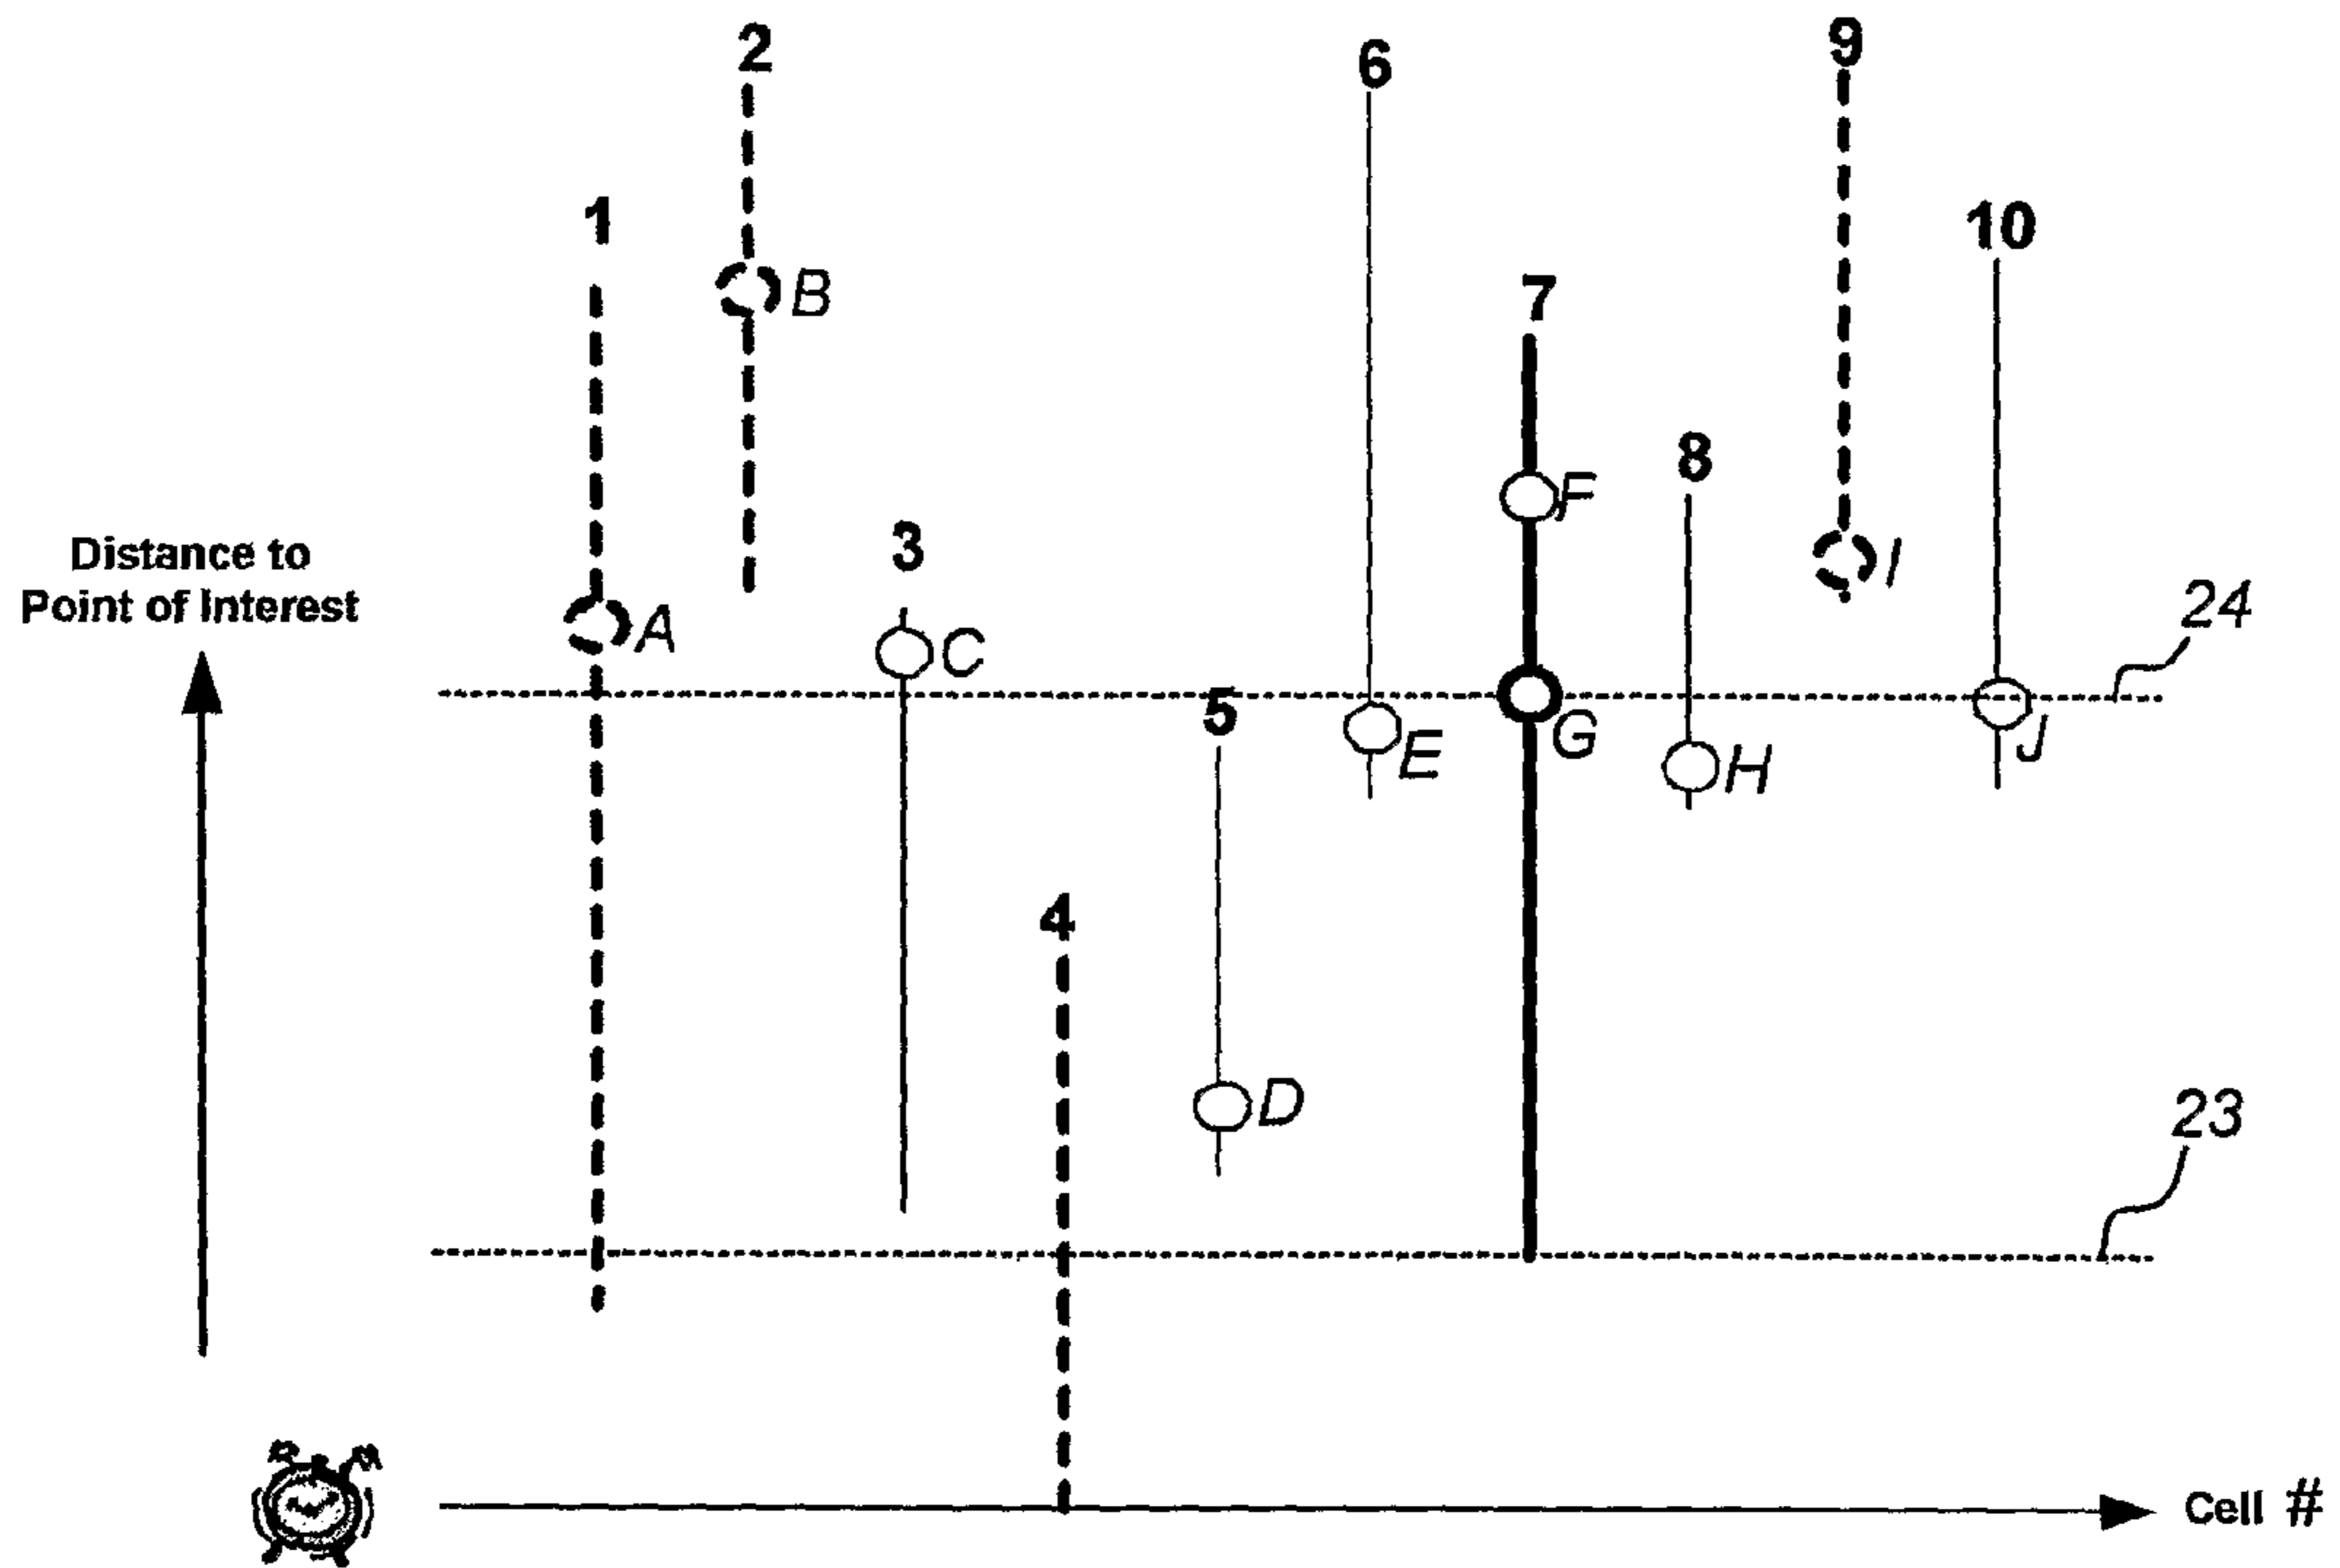 2
9
6
1
10
B
7
8
F
3
Distance to
Point of Interest
I
24
A
C
5
G
E
H
J
4
D
23
Cell #